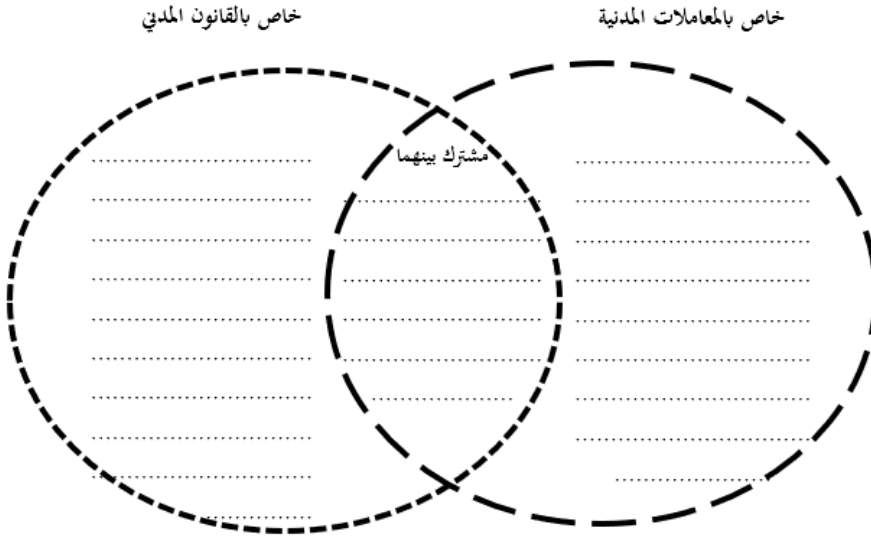 خاص بالمعاملات المدنية
خاص بالقانون المدني
مشترك بينهما